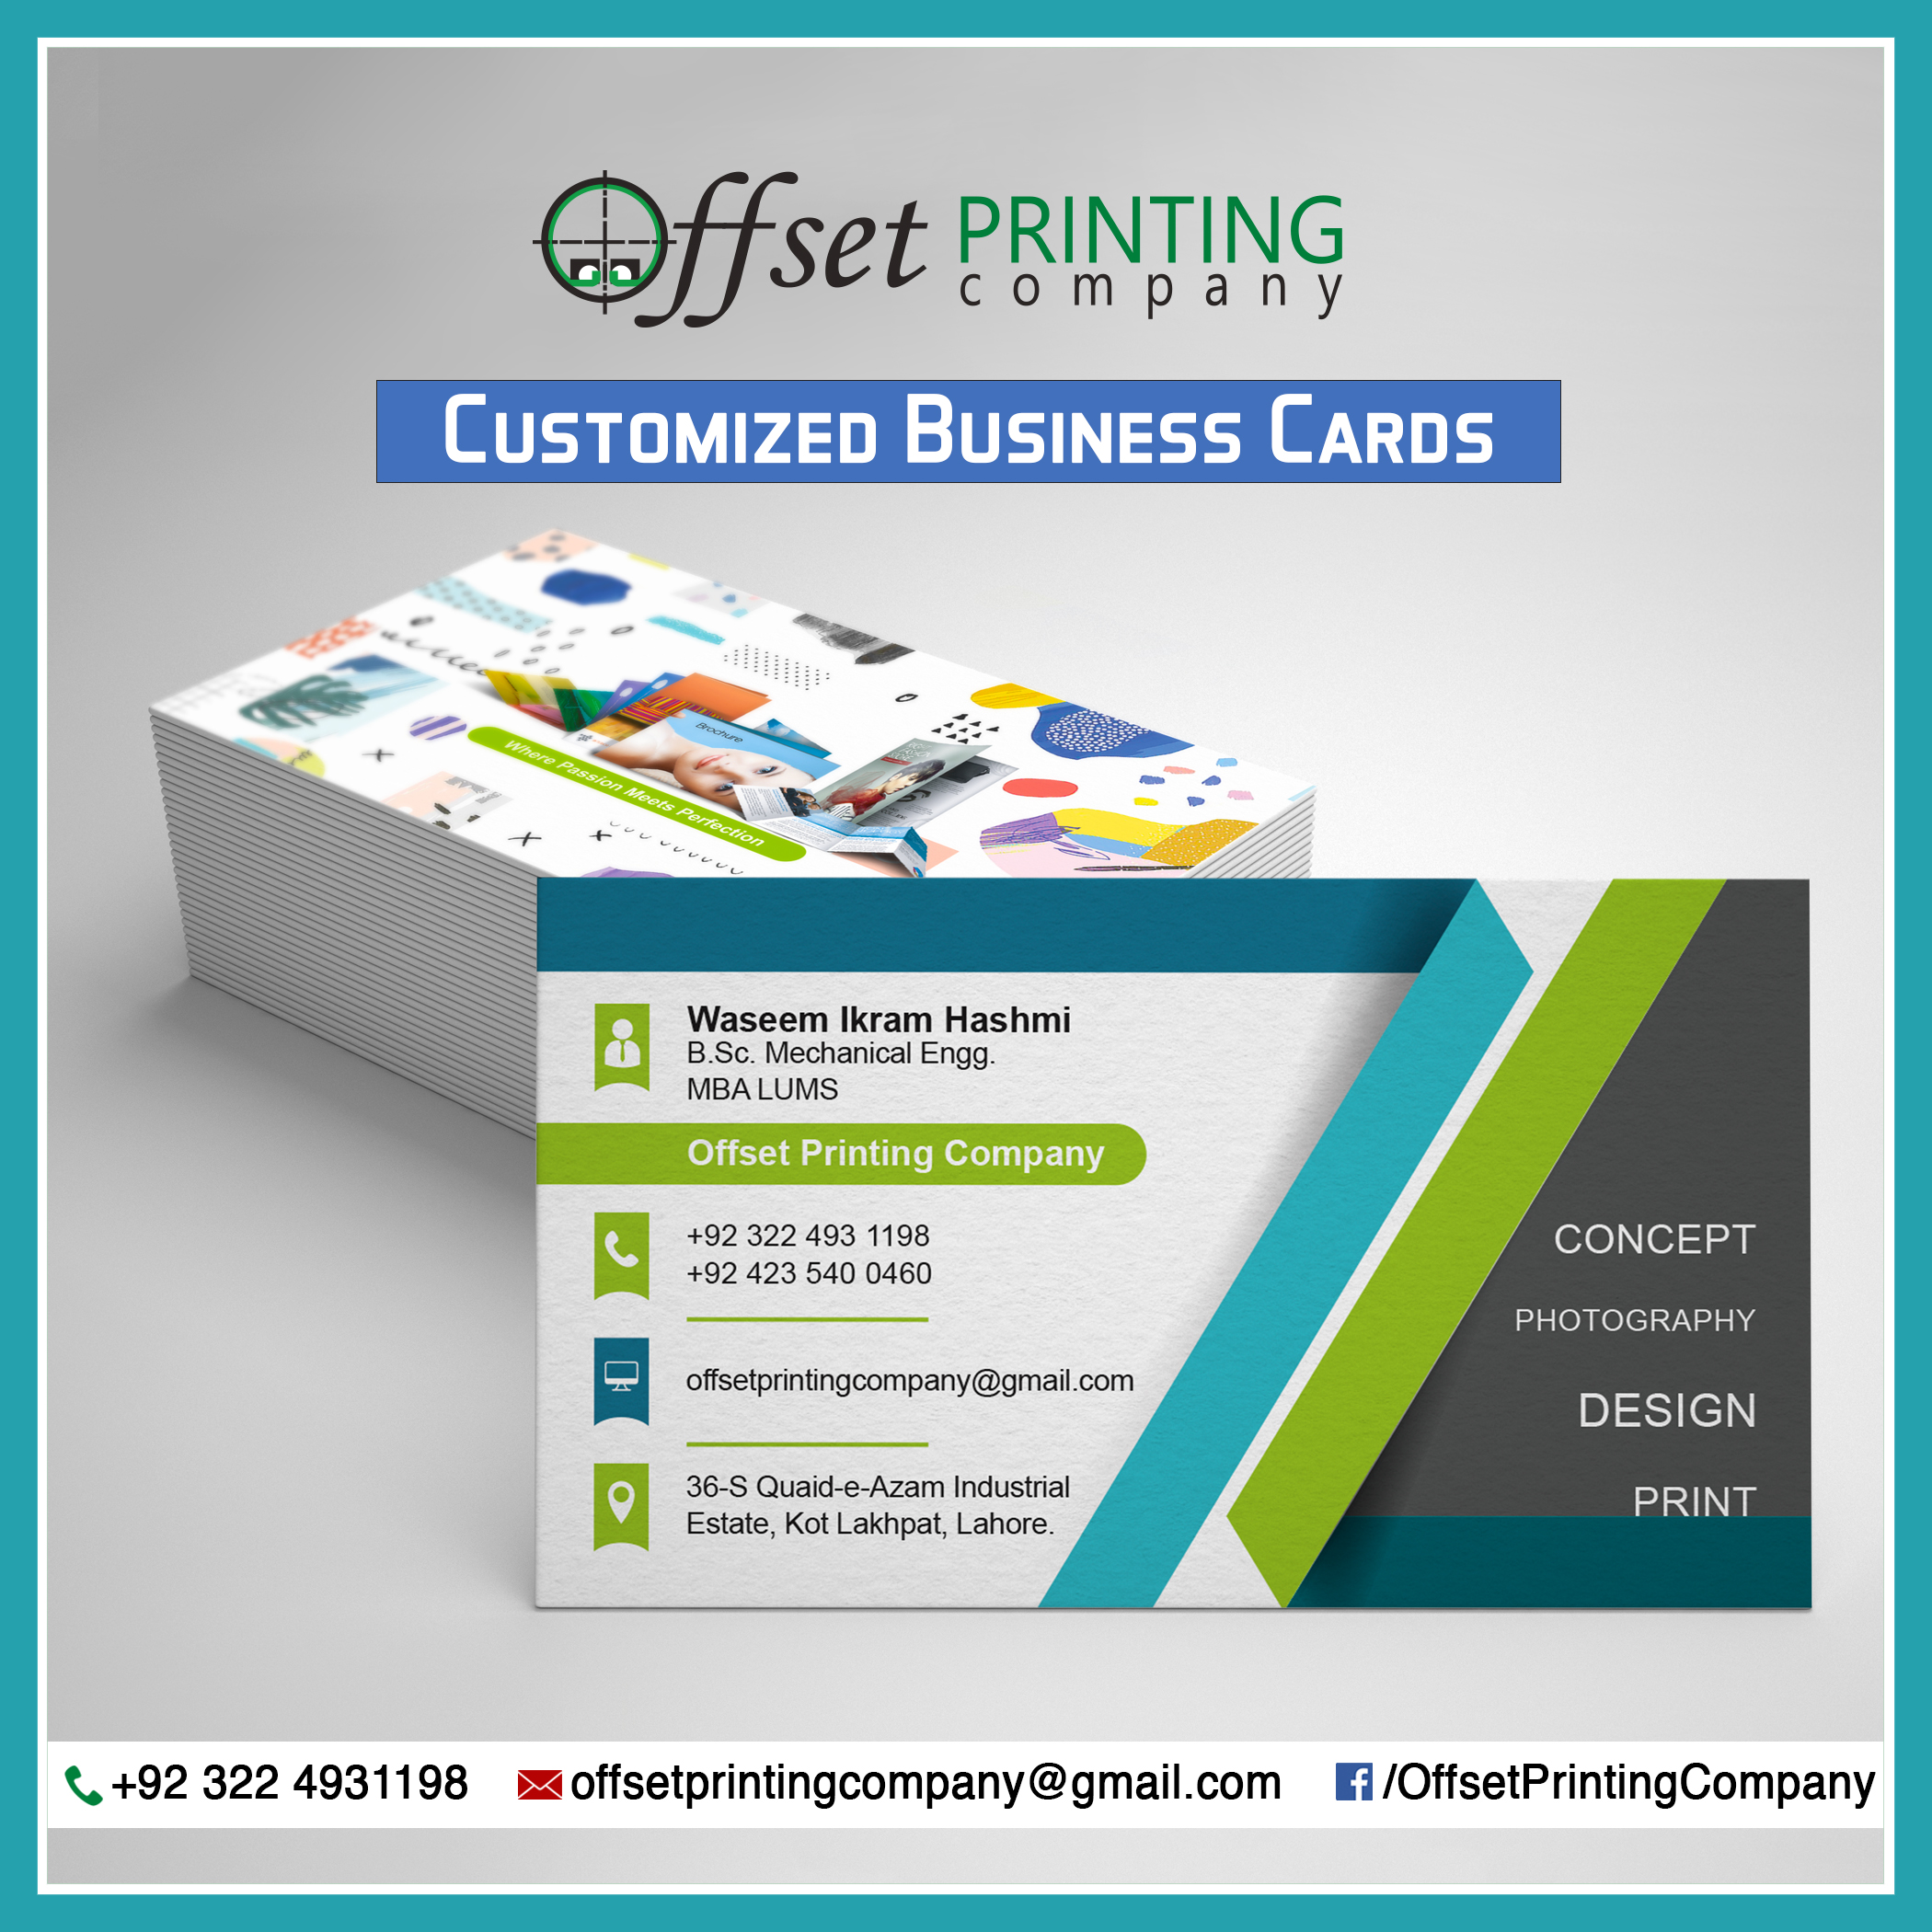 Offset PRINTING
company
Customized Business Cards
Brochure
Where Passion Meets Perfection
Waseem Ikram Hashmi
B.Sc. Mechanical Engg.
MBA LUMS
Offset Printing Company
+92 322 493 1198
+92 423 540 0460
offsetprintingcompany@gmail.com
36-S Quaid-e-Azam Industrial
Estate, Kot Lakhpat, Lahore.
CONCEPT
PHOTOGRAPHY
DESIGN
PRINT
+92 322 4931198 offsetprintingcompany@gmail.com /OffsetPrintingCompany